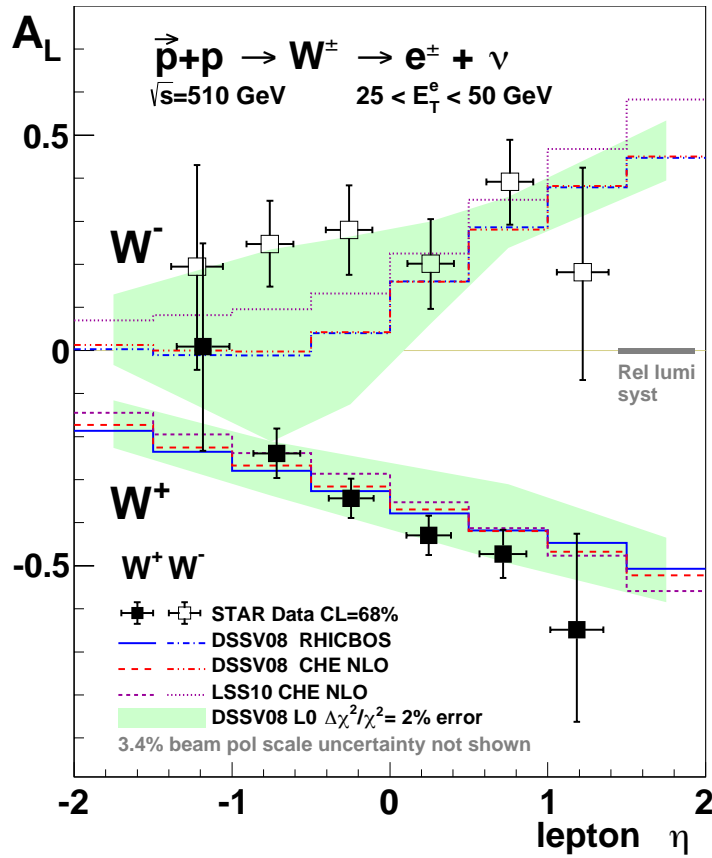 A_L
p+p → W^± → e^± + ν
√s=510 GeV 25 < E_T^e < 50 GeV
0.5
W^-
0
Rel lumi
syst
W^+
-0.5
W^+ W^-
STAR Data CL=68%
DSSV08 RHICBOS
DSSV08 CHE NLO
LSS10 CHE NLO
DSSV08 L0 Δχ²/χ²= 2% error
3.4% beam pol scale uncertainty not shown
-2 -1 0 1 2
lepton η